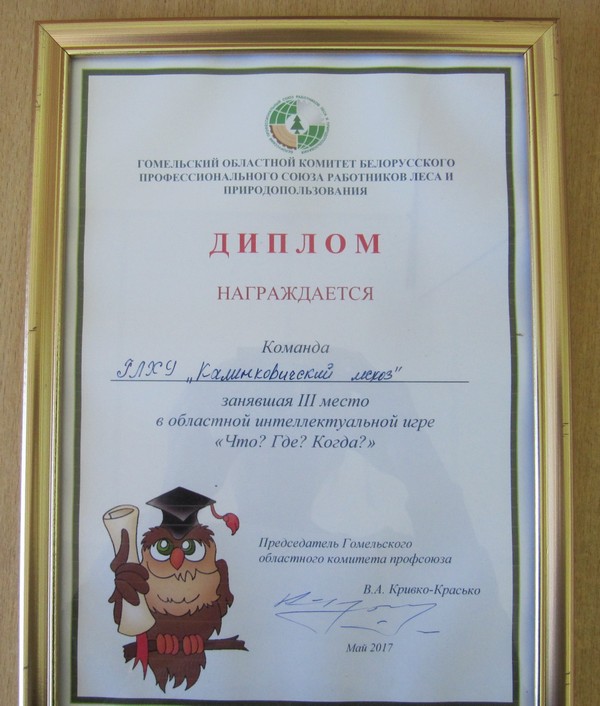 ГОМЕЛЬСКИЙ ОБЛАСТНОЙ КОМИТЕТ БЕЛОРУССКОГО
ПРОФЕССИОНАЛЬНОГО СОЮЗА РАБОТНИКОВ ЛЕСА И
ПРИРОДОПОЛЬЗОВАНИЯ
ДИПЛОМ
НАГРАЖДАЕТСЯ
Команда
ГЛХУ „Калинковичский лесхоз"
занявшая III место
в областной интеллектуальной игре
«Что? Где? Когда?»
Председатель Гомельского
областного комитета профсоюза
В.А. Кривко-Красько
Май 2017